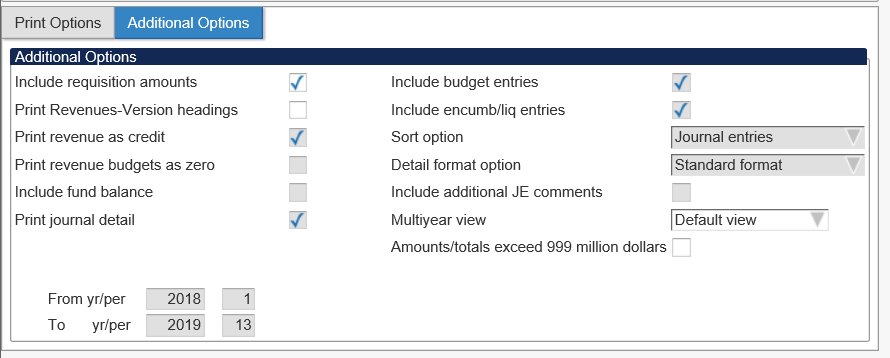 Print Options Additional Options
Additional Options
Include requisition amounts Include budget entries
Print Revenues-Version headings Include encumb/liq entries
Print revenue as credit Sort option Journal entries
Print revenue budgets as zero Detail format option Standard format
Include fund balance Include additional JE comments
Print journal detail Multiyear view Default view
Amounts/totals exceed 999 million dollars
From yr/per 2018 1
To yr/per 2019 13